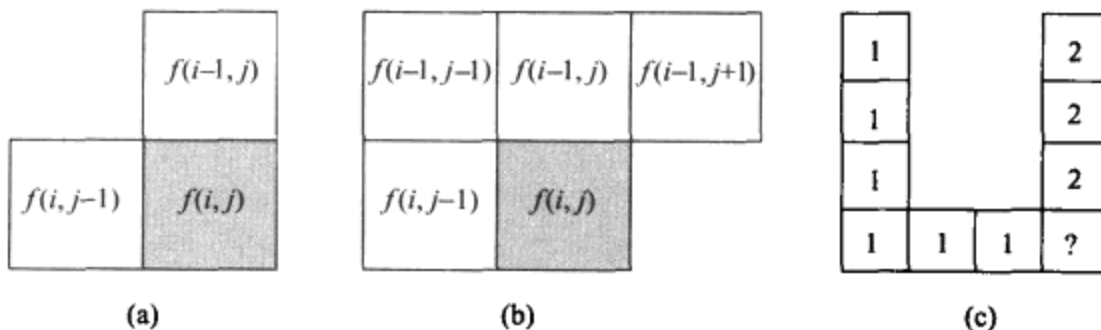 f(i–1, j)
f(i, j–1) f(i, j)
(a)
f(i–1, j–1) f(i–1, j) f(i–1, j+1)
f(i, j–1) f(i, j)
(b)
1 2
1 2
1 2
1 1 1 ?
(c)